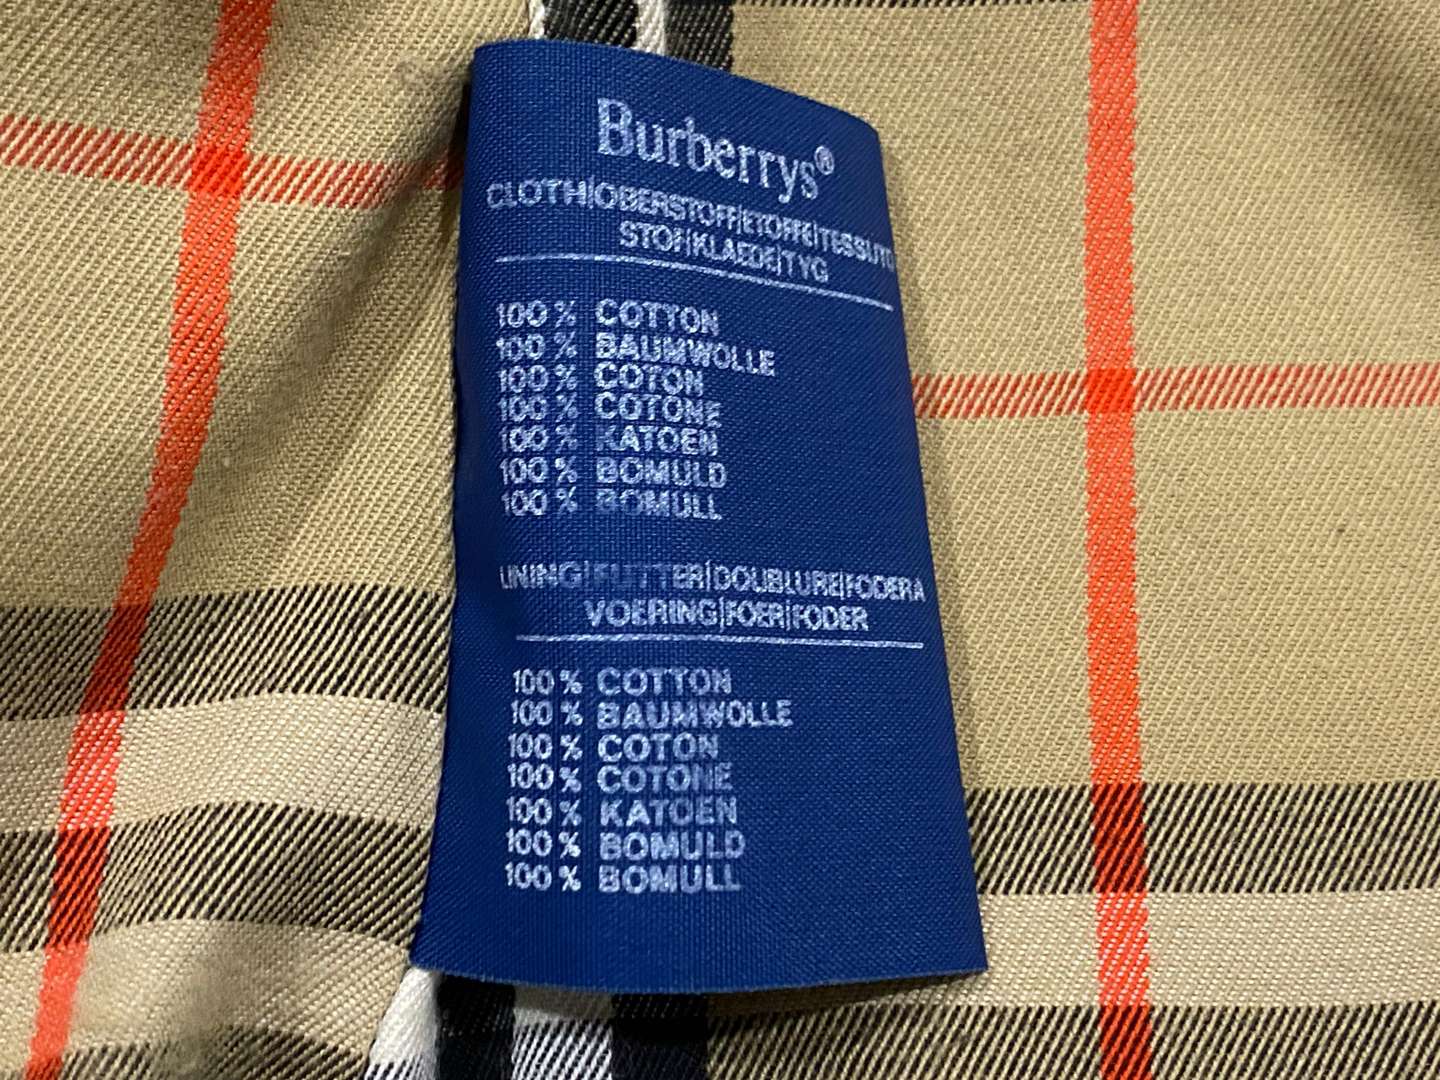 Burberrys®
CLOTH|OBERSTOFF|ETOFFE|TESSUTO
STOF|KLAEDE|TYG
100 % COTTON
100 % BAUMWOLLE
100 % COTON
100 % COTONE
100 % KATOEN
100 % BOMULD
100 % BOMULL
LINING|FUTTER|DOUBLURE|FODERA
VOERING|FOER|FODER
100 % COTTON
100 % BAUMWOLLE
100 % COTON
100 % COTONE
100 % KATOEN
100 % BOMULD
100 % BOMULL